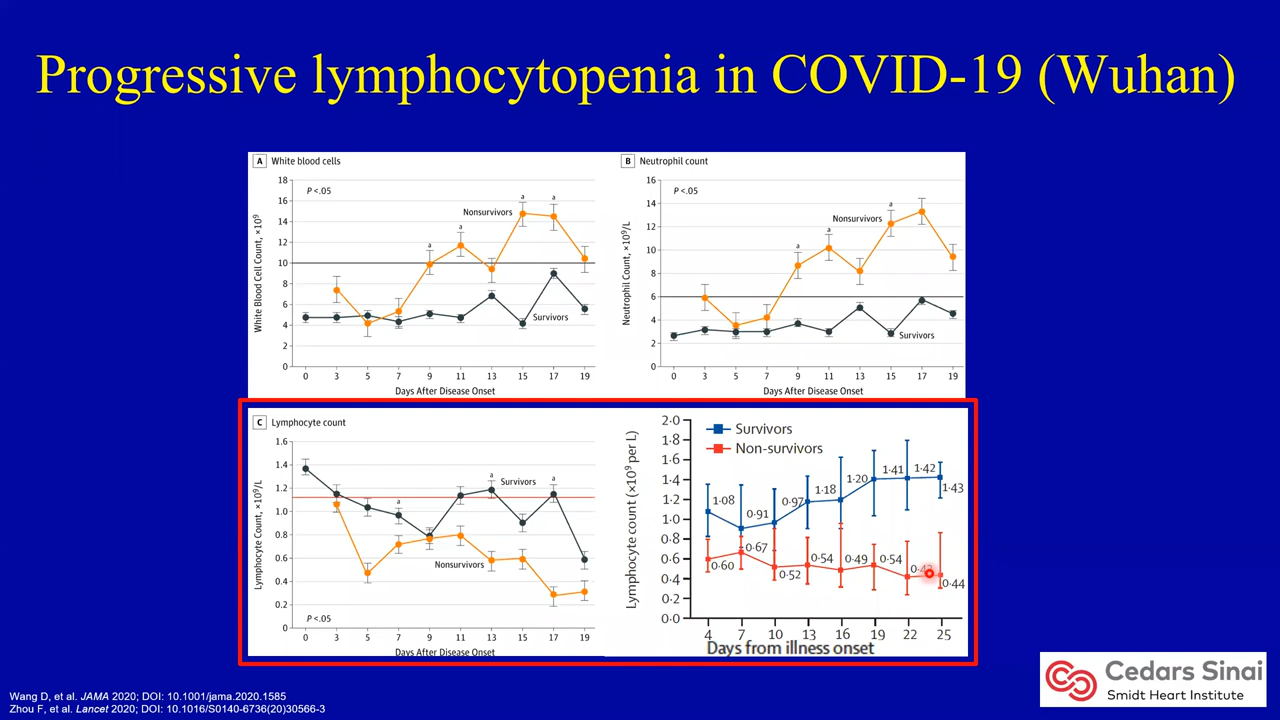 Progressive lymphocytopenia in COVID-19 (Wuhan)
A White blood cells
P <.05
White Blood Cell Count, ×10⁹
18
16
14
12
10
8
6
4
2
0
Nonsurvivors
Survivors
a
a
a
a
0 3 5 7 9 11 13 15 17 19
Days After Disease Onset
B Neutrophil count
P <.05
Neutrophil Count, ×10⁹/L
16
14
12
10
8
6
4
2
0
Nonsurvivors
Survivors
a
a
a
0 3 5 7 9 11 13 15 17 19
Days After Disease Onset
C Lymphocyte count
Lymphocyte Count, ×10⁹/L
1.6
1.4
1.2
1.0
0.8
0.6
0.4
0.2
0
Survivors
Nonsurvivors
a
a
a
P <.05
0 3 5 7 9 11 13 15 17 19
Days After Disease Onset
Lymphocyte count (×10⁹ per L)
2·0
1·8
1·6
1·4
1·2
1·0
0·8
0·6
0·4
0·2
0·0
Survivors
Non-survivors
1·08 0·91 0·97 1·18 1·20 1·41 1·42 1·43
0·60 0·67 0·52 0·54 0·49 0·54 0·44
4 7 10 13 16 19 22 25
Days from illness onset
Wang D, et al. JAMA 2020; DOI: 10.1001/jama.2020.1585
Zhou F, et al. Lancet 2020; DOI: 10.1016/S0140-6736(20)30566-3
Cedars Sinai
Smidt Heart Institute